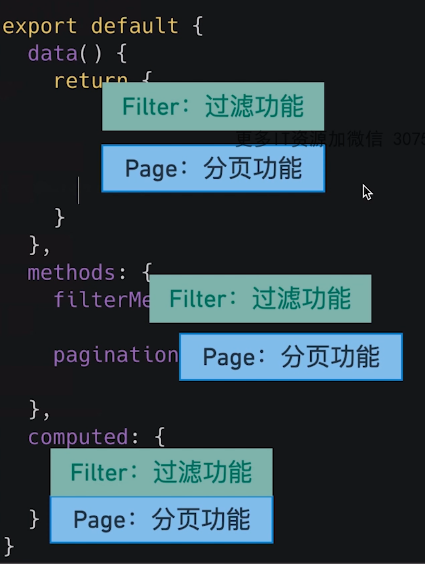 export default {
data() {
return {
Filter：过滤功能
更多IT资源加微信 307
Page：分页功能
}
},
methods: {
filterMe
Filter：过滤功能
pagination
Page：分页功能
},
computed: {
Filter：过滤功能
Page：分页功能
}
}